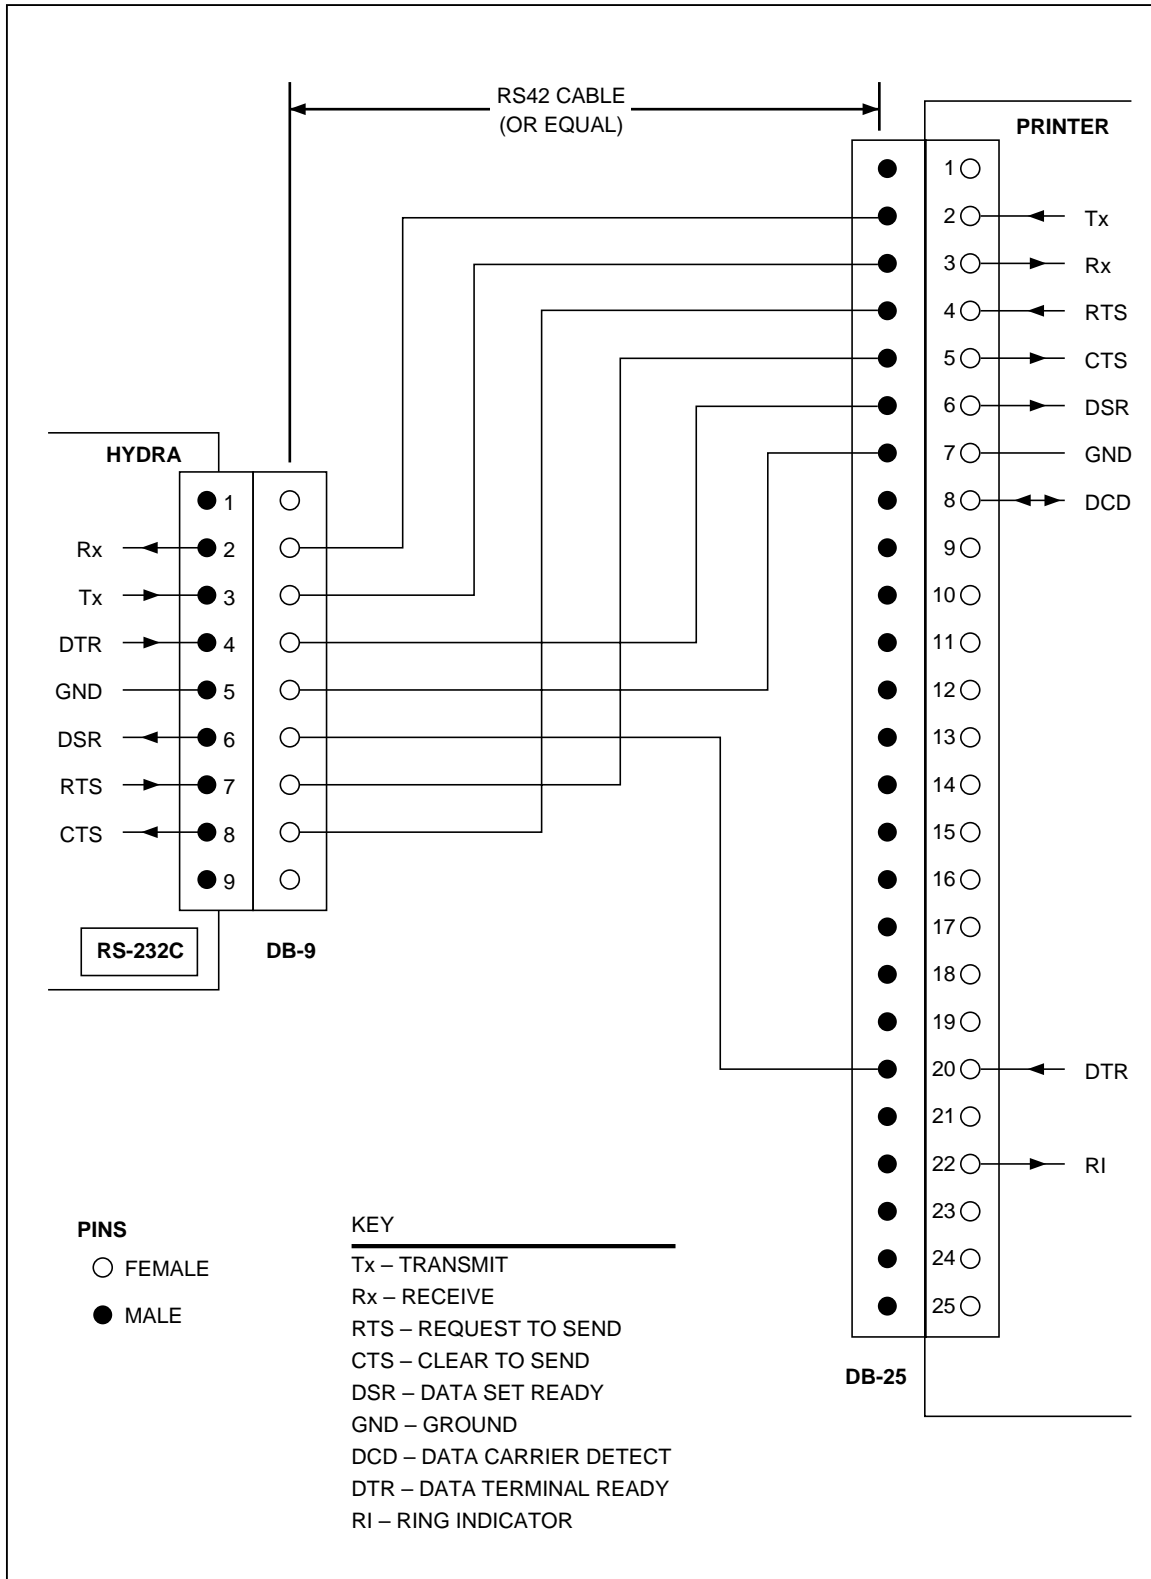 RS42 CABLE
(OR EQUAL)
PRINTER
1
2 Tx
3 Rx
4 RTS
5 CTS
6 DSR
7 GND
8 DCD
9
10
11
12
13
14
15
16
17
18
19
20 DTR
21
22 RI
23
24
25
DB-25
HYDRA
1
Rx 2
Tx 3
DTR 4
GND 5
DSR 6
RTS 7
CTS 8
9
RS-232C
DB-9
PINS
FEMALE
MALE
KEY
Tx – TRANSMIT
Rx – RECEIVE
RTS – REQUEST TO SEND
CTS – CLEAR TO SEND
DSR – DATA SET READY
GND – GROUND
DCD – DATA CARRIER DETECT
DTR – DATA TERMINAL READY
RI – RING INDICATOR